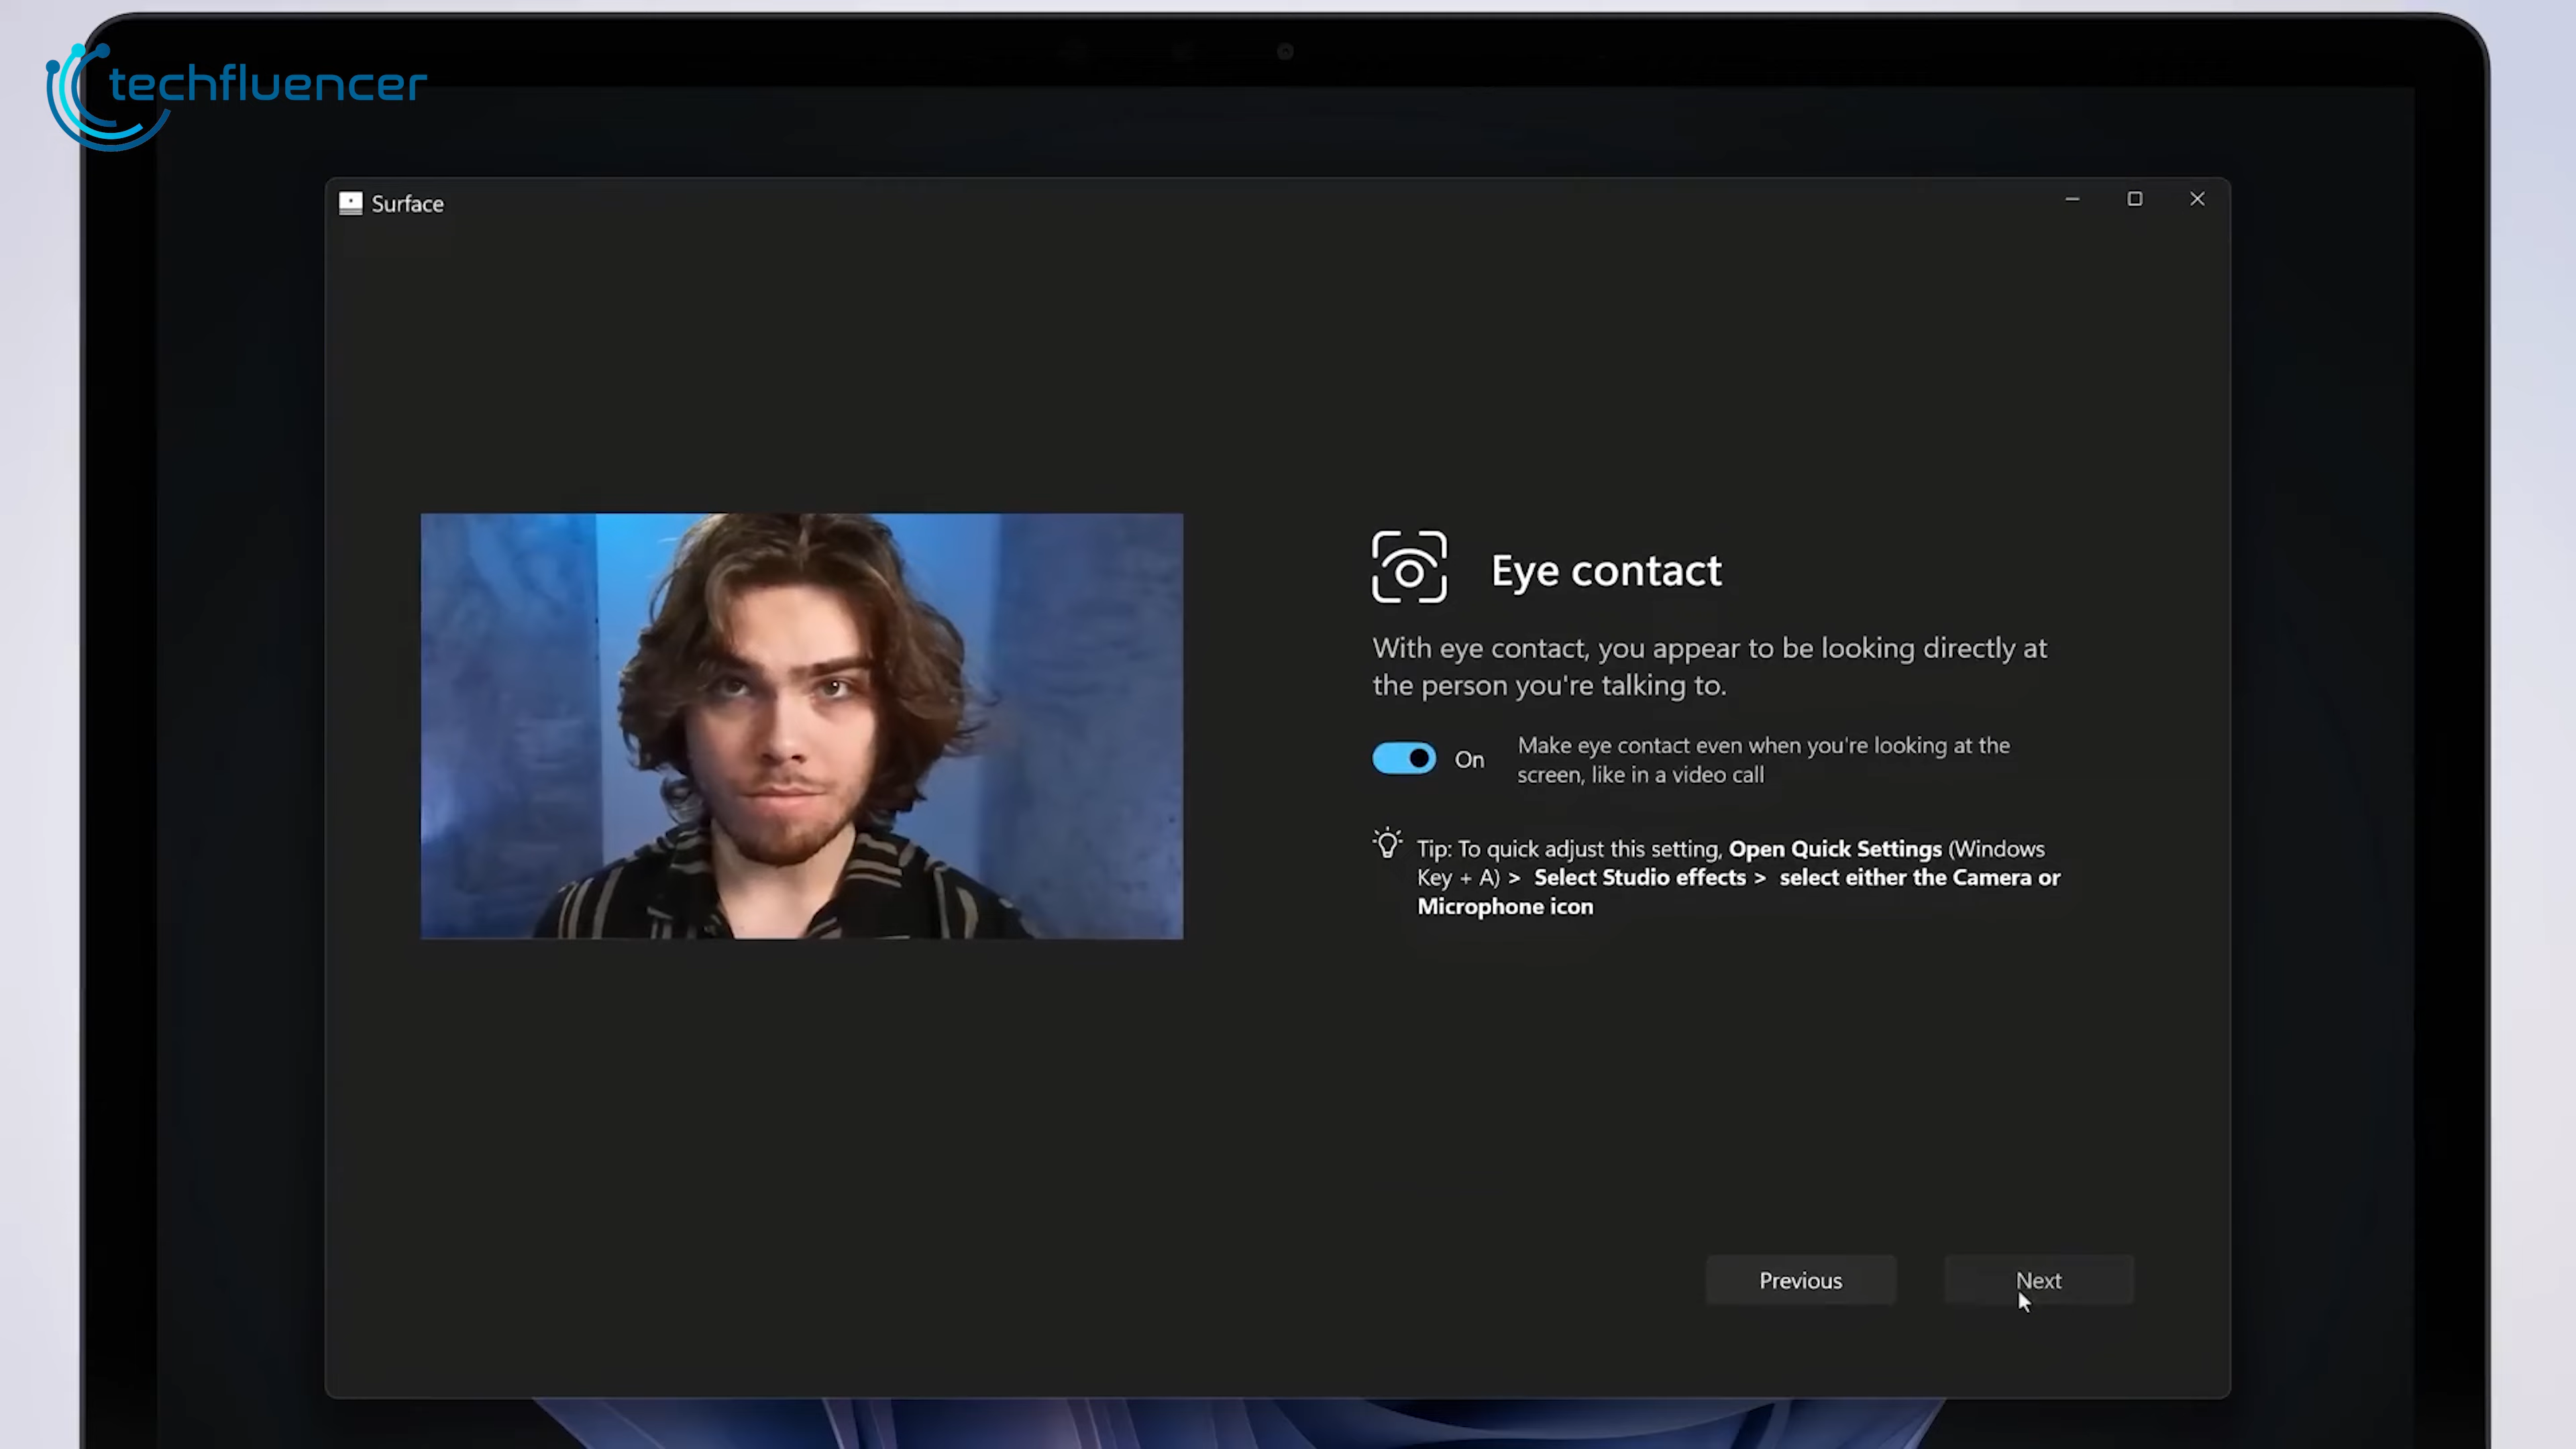 techfluencer
Surface
Eye contact
With eye contact, you appear to be looking directly at
the person you're talking to.
On
Make eye contact even when you're looking at the
screen, like in a video call
Tip: To quick adjust this setting, Open Quick Settings (Windows
Key + A) > Select Studio effects > select either the Camera or
Microphone icon
Previous
Next